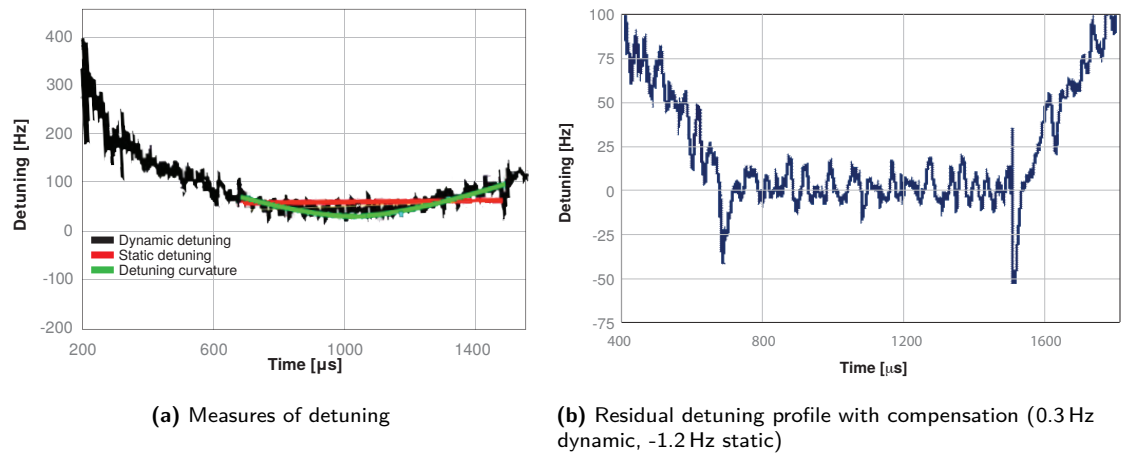 400
300
200
100
0
-100
-200
Detuning [Hz]
Dynamic detuning
Static detuning
Detuning curvature
200
600
1000
1400
Time [µs]
(a) Measures of detuning
100
75
50
25
0
-25
-50
-75
Detuning [Hz]
400
800
1200
1600
Time [µs]
(b) Residual detuning profile with compensation (0.3 Hz
dynamic, -1.2 Hz static)